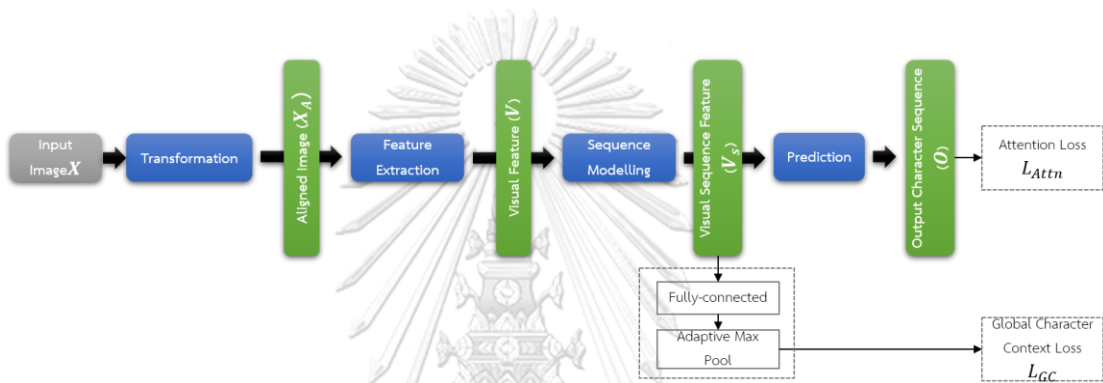 Input
Image X
Transformation
Aligned Image (X_A)
Feature
Extraction
Visual Feature (V)
Sequence
Modelling
Visual Sequence Feature
(V_S)
Prediction
Output Character Sequence
(O)
Attention Loss
L_Attn
Fully-connected
Adaptive Max
Pool
Global Character
Context Loss
L_GC